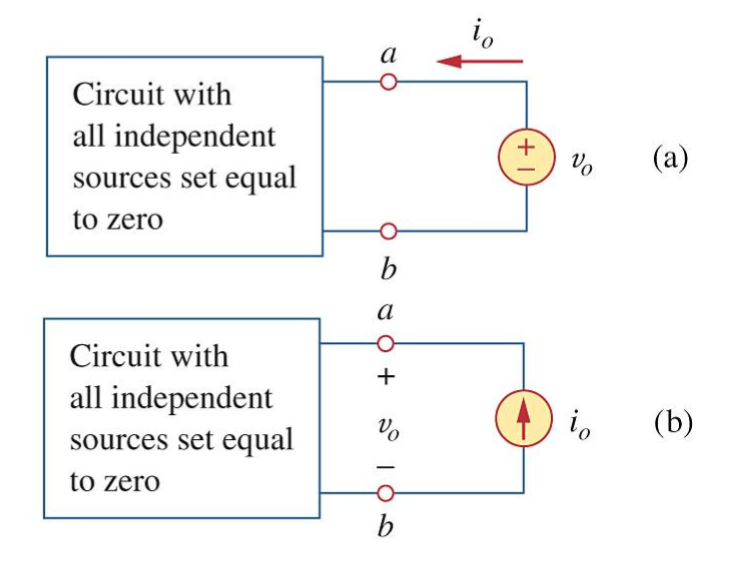 i_o
a
Circuit with
all independent
sources set equal
to zero
+
−
v_o
(a)
b
a
Circuit with
all independent
sources set equal
to zero
+
v_o
−
i_o
(b)
b